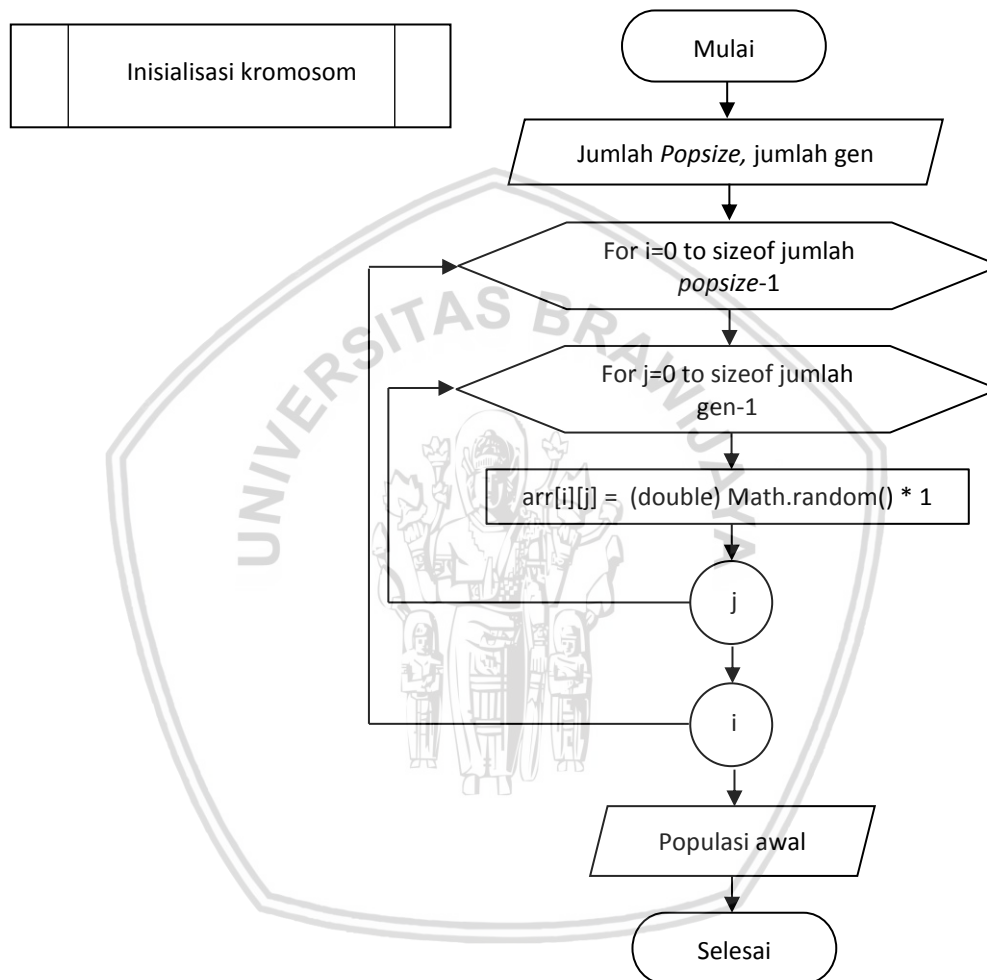 Inisialisasi kromosom
Mulai
Jumlah Popsize, jumlah gen
For i=0 to sizeof jumlah
popsize-1
For j=0 to sizeof jumlah
gen-1
arr[i][j] = (double) Math.random() * 1
j
i
Populasi awal
Selesai
UNIVERSITAS BRAWIJAYA